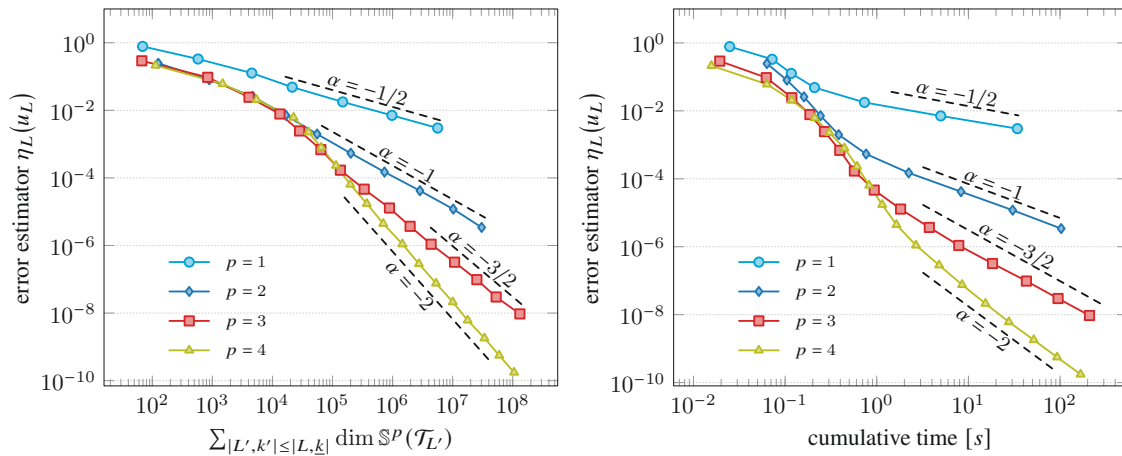 error estimator η_L(u_L)
10^0
10^−2
10^−4
10^−6
10^−8
10^−10
α = −1/2
α = −1
α = −3/2
α = −2
p = 1
p = 2
p = 3
p = 4
10^2 10^3 10^4 10^5 10^6 10^7 10^8
∑_{|L′,k′|≤|L,k̲|} dim 𝕊^p(𝒯_{L′})
error estimator η_L(u_L)
10^0
10^−2
10^−4
10^−6
10^−8
10^−10
α = −1/2
α = −1
α = −3/2
α = −2
p = 1
p = 2
p = 3
p = 4
10^−2 10^−1 10^0 10^1 10^2
cumulative time [s]